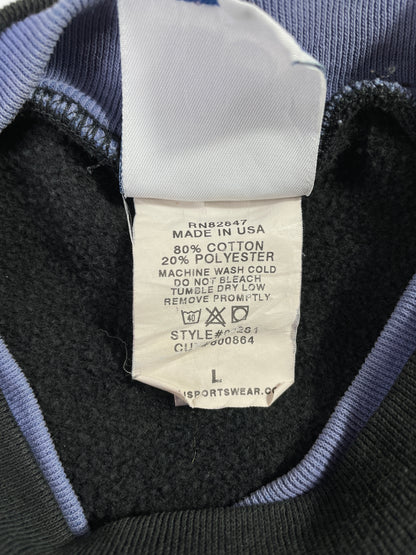 RN82847
MADE IN USA
80% COTTON
20% POLYESTER
MACHINE WASH COLD
DO NOT BLEACH
TUMBLE DRY LOW
REMOVE PROMPTLY
40
L